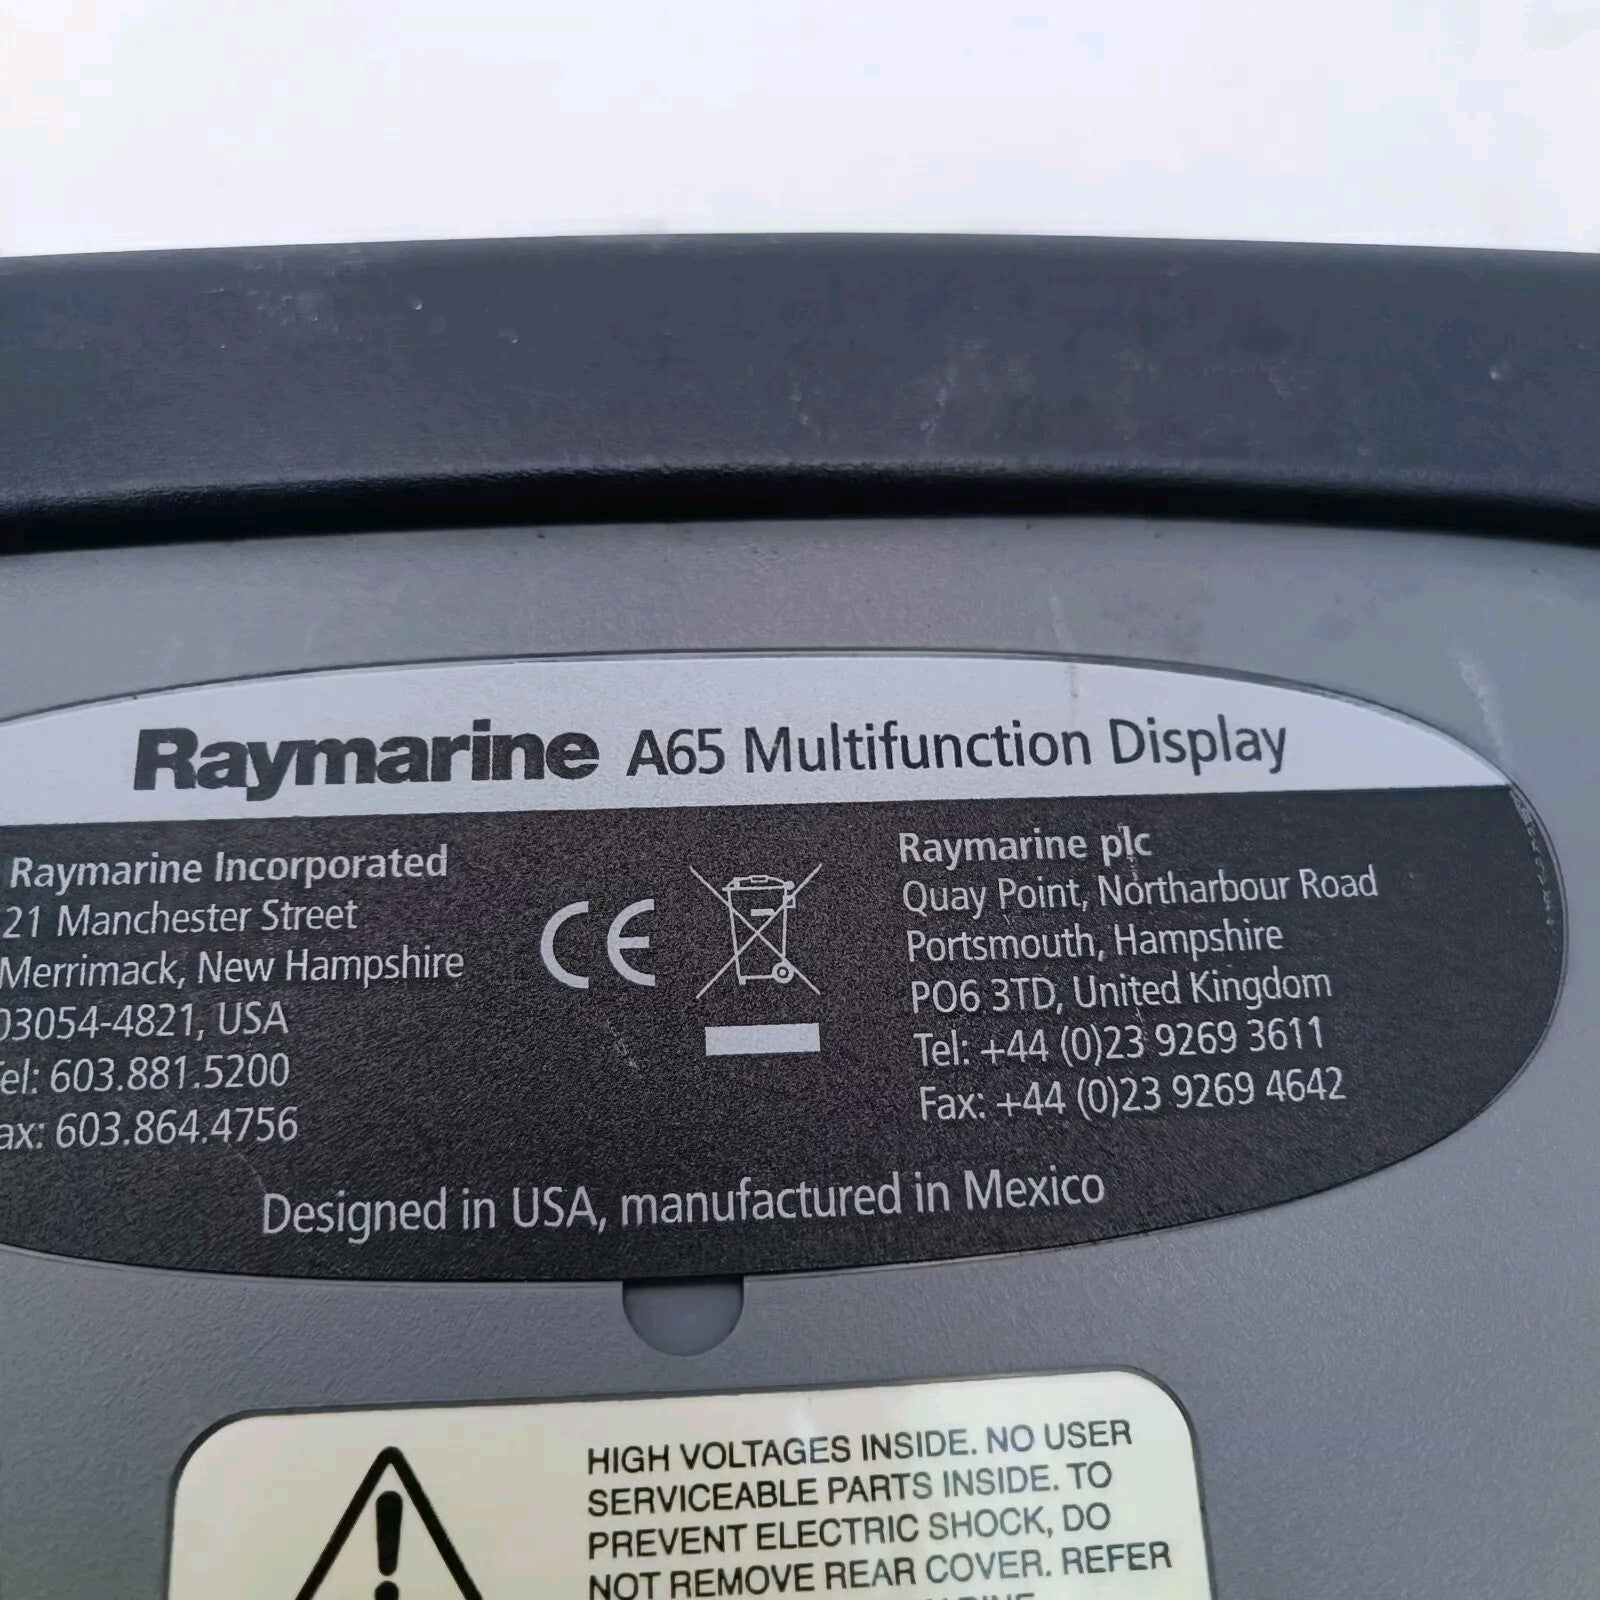 Raymarine A65 Multifunction Display
Raymarine Incorporated
21 Manchester Street
Merrimack, New Hampshire
03054-4821, USA
Tel: 603.881.5200
Fax: 603.864.4756
CE
Raymarine plc
Quay Point, Northarbour Road
Portsmouth, Hampshire
PO6 3TD, United Kingdom
Tel: +44 (0)23 9269 3611
Fax: +44 (0)23 9269 4642
Designed in USA, manufactured in Mexico
HIGH VOLTAGES INSIDE. NO USER
SERVICEABLE PARTS INSIDE. TO
PREVENT ELECTRIC SHOCK, DO
NOT REMOVE REAR COVER. REFER